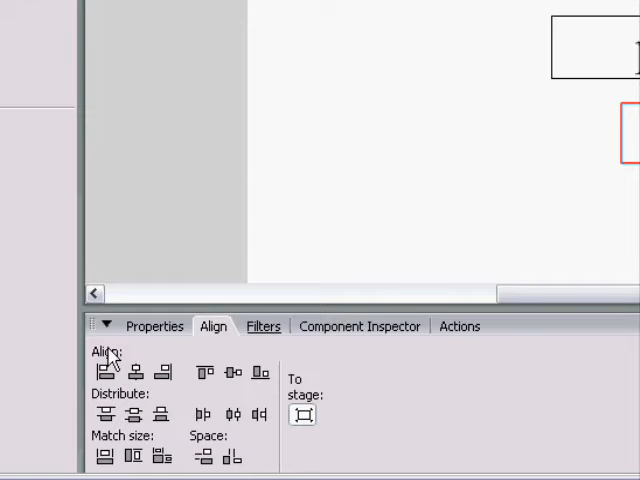 Properties Align Filters Component Inspector Actions
Align:
To
stage:
Distribute:
Match size: Space: